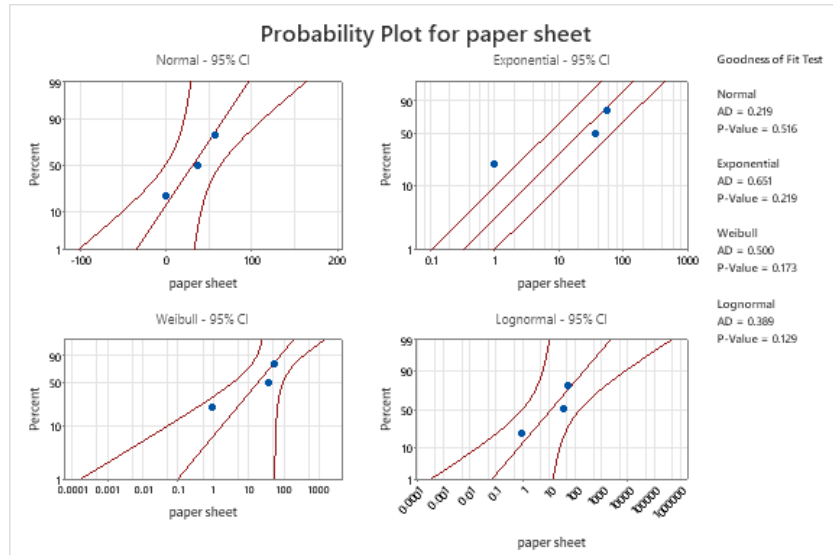 Probability Plot for paper sheet
Normal - 95% CI
99
90
50
10
1
Percent
-100
0
100
200
paper sheet
Exponential - 95% CI
90
50
10
1
Percent
0.1
1
10
100
1000
paper sheet
Goodness of Fit Test
Normal
AD = 0.219
P-Value = 0.516
Exponential
AD = 0.651
P-Value = 0.219
Weibull
AD = 0.500
P-Value = 0.173
Lognormal
AD = 0.389
P-Value = 0.129
Weibull - 95% CI
90
50
10
1
Percent
0.0001
0.001
0.01
0.1
1
10
100
1000
paper sheet
Lognormal - 95% CI
99
90
50
10
1
Percent
0.0001
0.001
0.01
0.1
1
10
100
1000
10000
100000
1000000
paper sheet